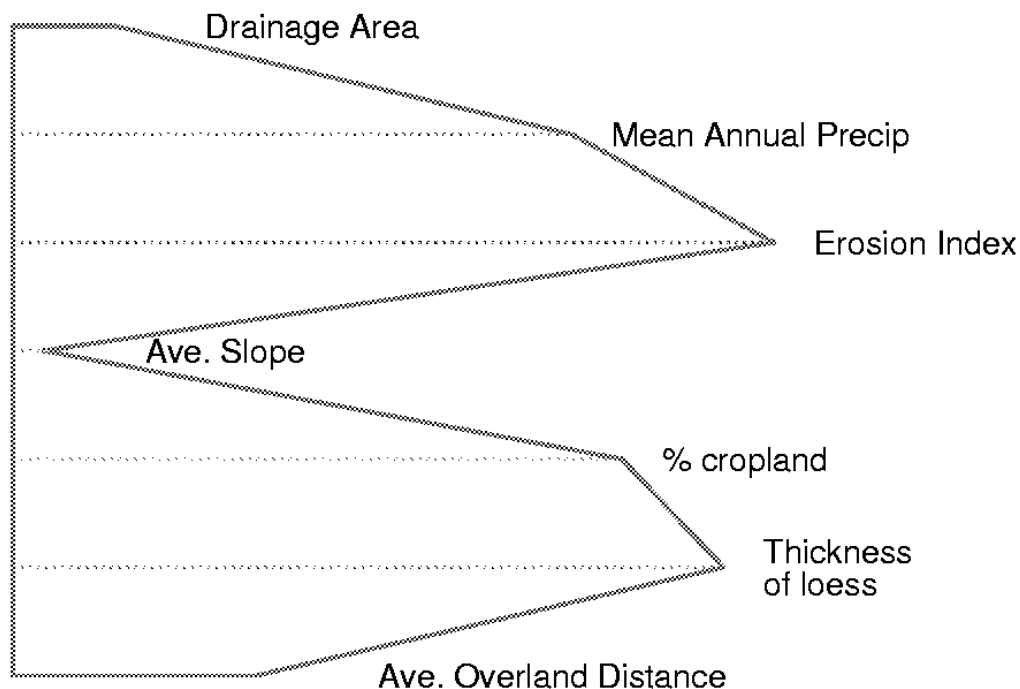 Drainage Area
Mean Annual Precip
Erosion Index
Ave. Slope
% cropland
Thickness
of loess
Ave. Overland Distance